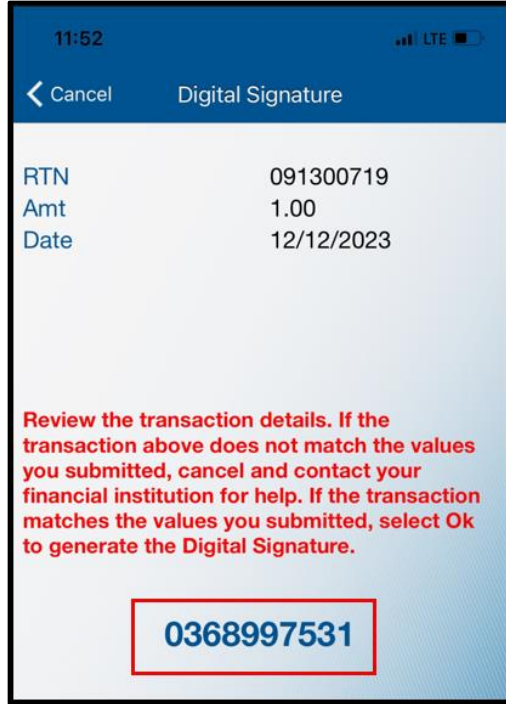 11:52 LTE
Cancel Digital Signature
RTN 091300719
Amt 1.00
Date 12/12/2023
Review the transaction details. If the
transaction above does not match the values
you submitted, cancel and contact your
financial institution for help. If the transaction
matches the values you submitted, select Ok
to generate the Digital Signature.
0368997531